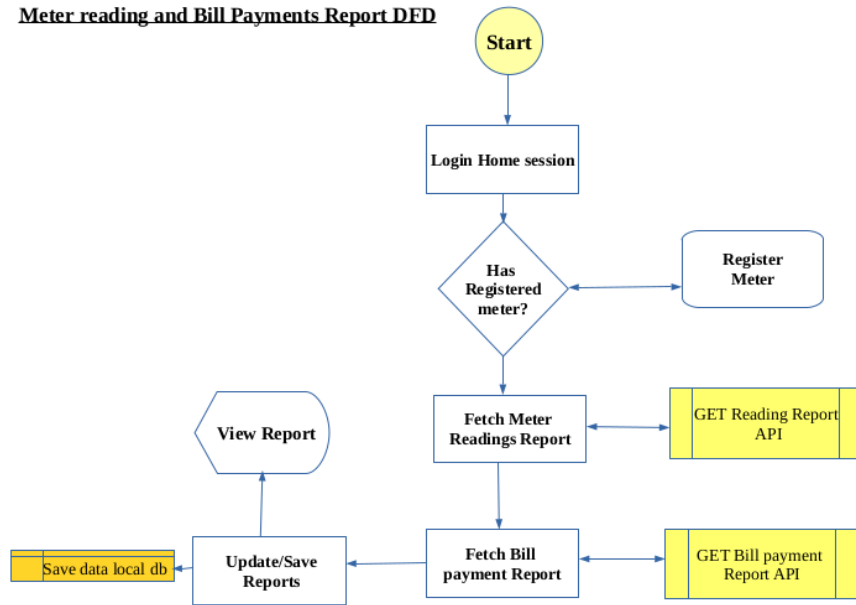 Meter reading and Bill Payments Report DFD
Start
Login Home session
Has
Registered
meter?
Register
Meter
Fetch Meter
Readings Report
GET Reading Report
API
View Report
Fetch Bill
payment Report
GET Bill payment
Report API
Update/Save
Reports
Save data local db